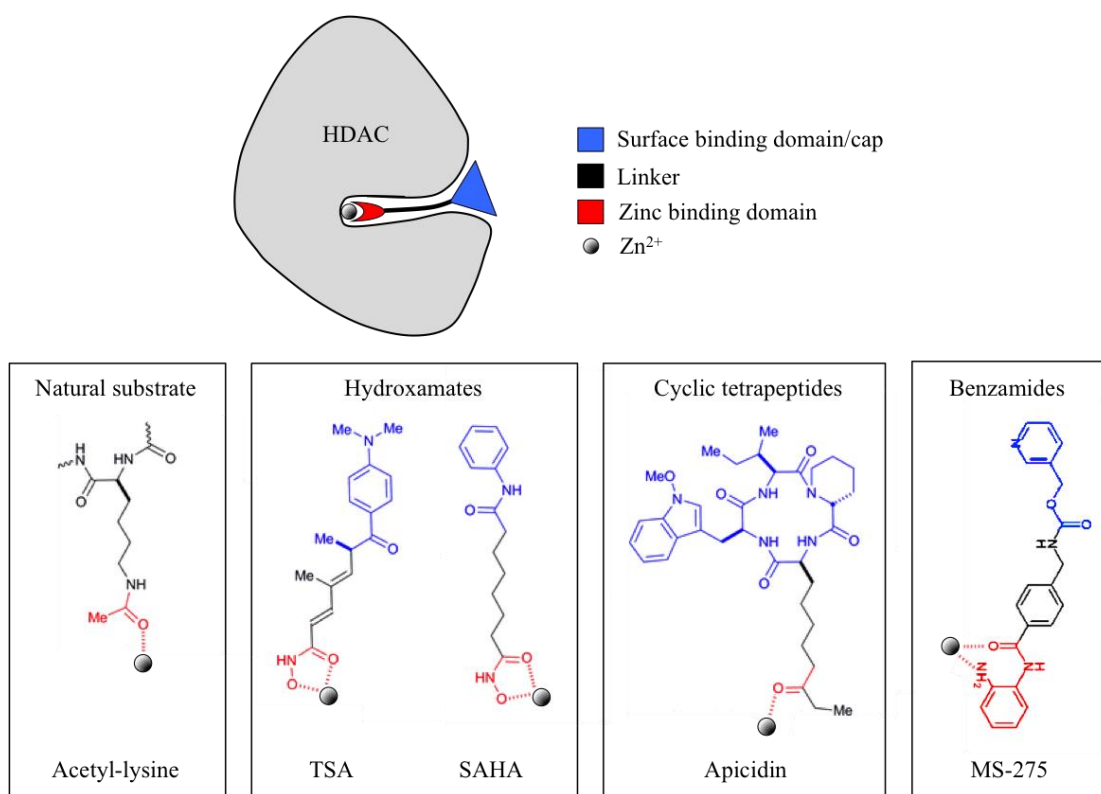 HDAC
Surface binding domain/cap
Linker
Zinc binding domain
Zn²⁺
Natural substrate
H
N
HN
O
O
NH
Me
O
Acetyl-lysine
Hydroxamates
Me
N
Me
Me
O
Me
HN
O
O
NH
O
HN
O
O
TSA
SAHA
Cyclic tetrapeptides
Me
Me
MeO
N
O
O
NH
N
NH
HN
O
O
O
Me
Apicidin
Benzamides
N
O
O
N
H
O
N
H
NH₂
MS-275